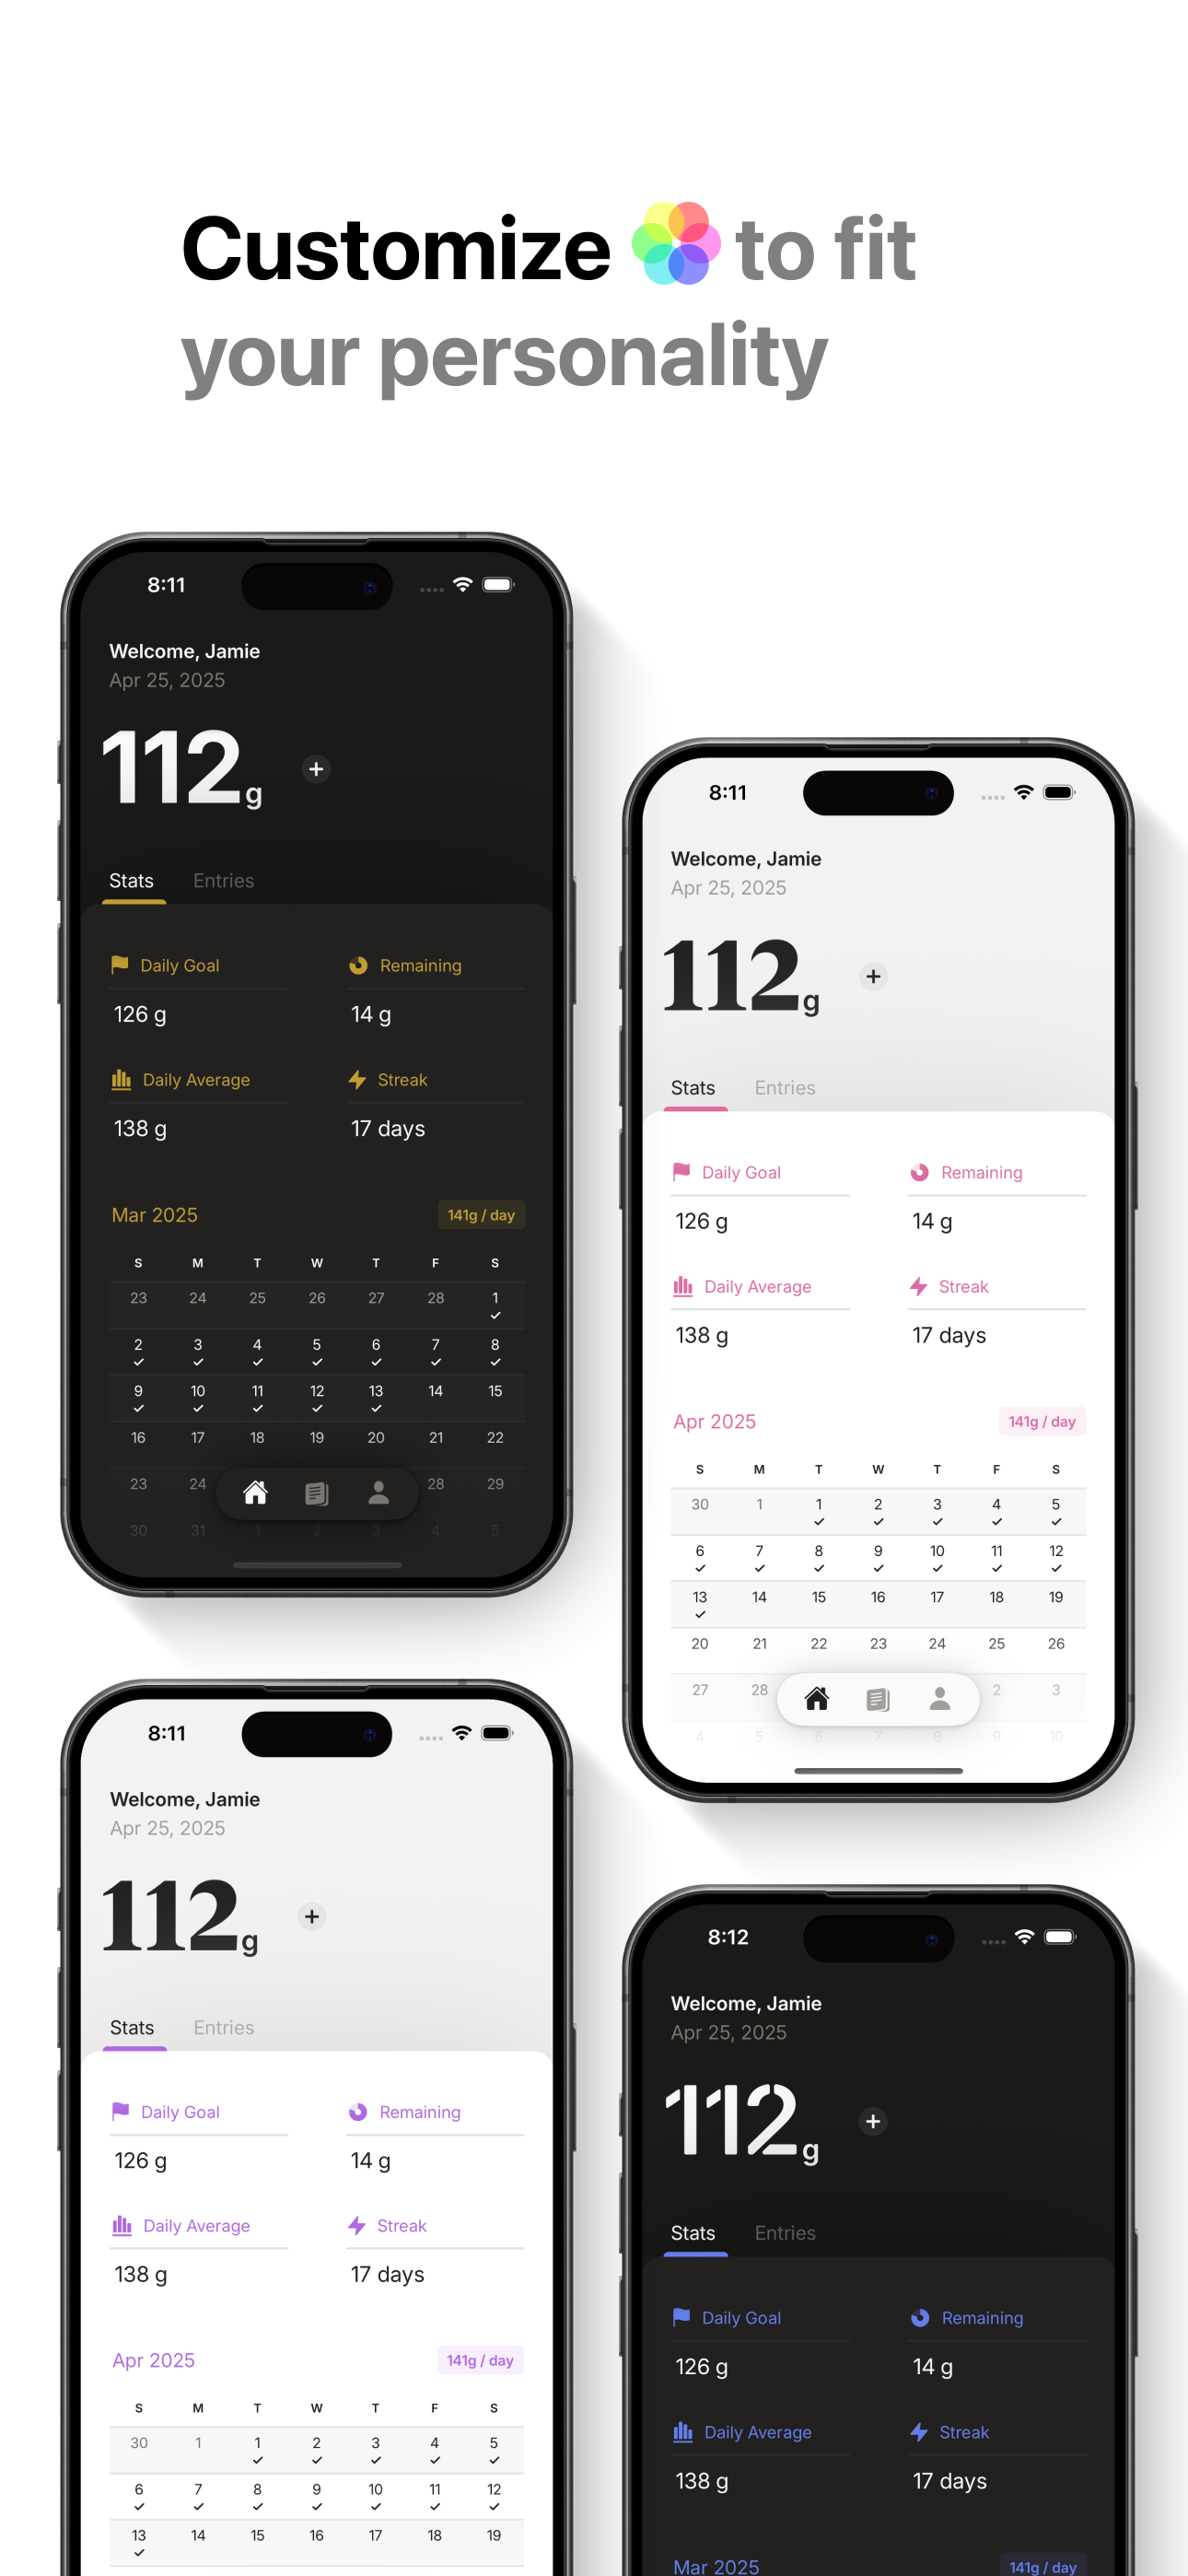 Customize to fit
your personality
8:11
Welcome, Jamie
Apr 25, 2025
112g
Stats Entries
Daily Goal Remaining
126 g 14 g
Daily Average Streak
138 g 17 days
Mar 2025 141g / day
S M T W T F S
23 24 25 26 27 28 1
2 3 4 5 6 7 8
9 10 11 12 13 14 15
16 17 18 19 20 21 22
23 24 28 29
30 31 1 2 3 4 5
8:11
Welcome, Jamie
Apr 25, 2025
112g
Stats Entries
Daily Goal Remaining
126 g 14 g
Daily Average Streak
138 g 17 days
Apr 2025 141g / day
S M T W T F S
30 1 1 2 3 4 5
6 7 8 9 10 11 12
13 14 15 16 17 18 19
20 21 22 23 24 25 26
27 28 2 3
4 5 6 7 8 9 10
8:11
Welcome, Jamie
Apr 25, 2025
112g
Stats Entries
Daily Goal Remaining
126 g 14 g
Daily Average Streak
138 g 17 days
Apr 2025 141g / day
S M T W T F S
30 1 1 2 3 4 5
6 7 8 9 10 11 12
13 14 15 16 17 18 19
8:12
Welcome, Jamie
Apr 25, 2025
112g
Stats Entries
Daily Goal Remaining
126 g 14 g
Daily Average Streak
138 g 17 days
Mar 2025 141g / day